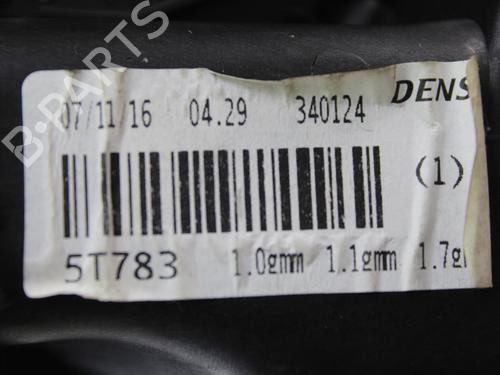 B-PARTS
07/11/16 04.29 340124 DENS
(1)
5T783 1.0gmm 1.1gmm 1.7g